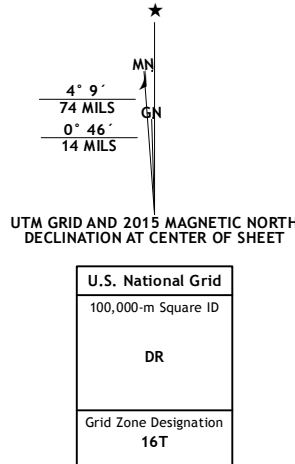 MN
4° 9´
74 MILS
GN
0° 46´
14 MILS
UTM GRID AND 2015 MAGNETIC NORTH
DECLINATION AT CENTER OF SHEET
U.S. National Grid
100,000-m Square ID
DR
Grid Zone Designation
16T